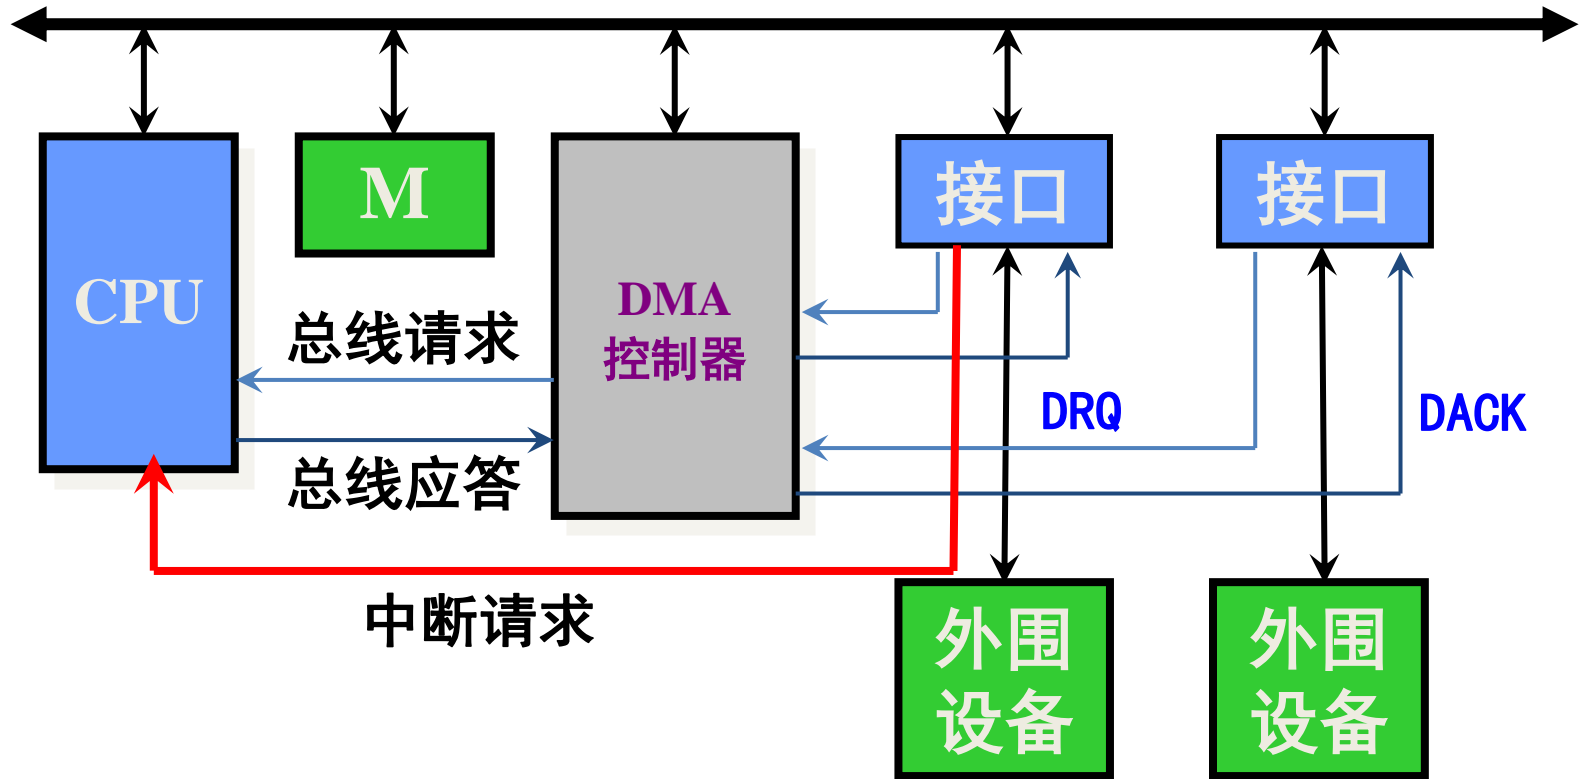 M
接口
接口
CPU
DMA
控制器
总线请求
DRQ
DACK
总线应答
中断请求
外围
设备
外围
设备